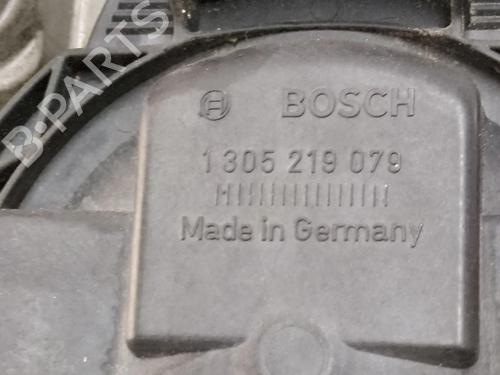 B-PARTS
BOSCH
1 305 219 079
Made in Germany